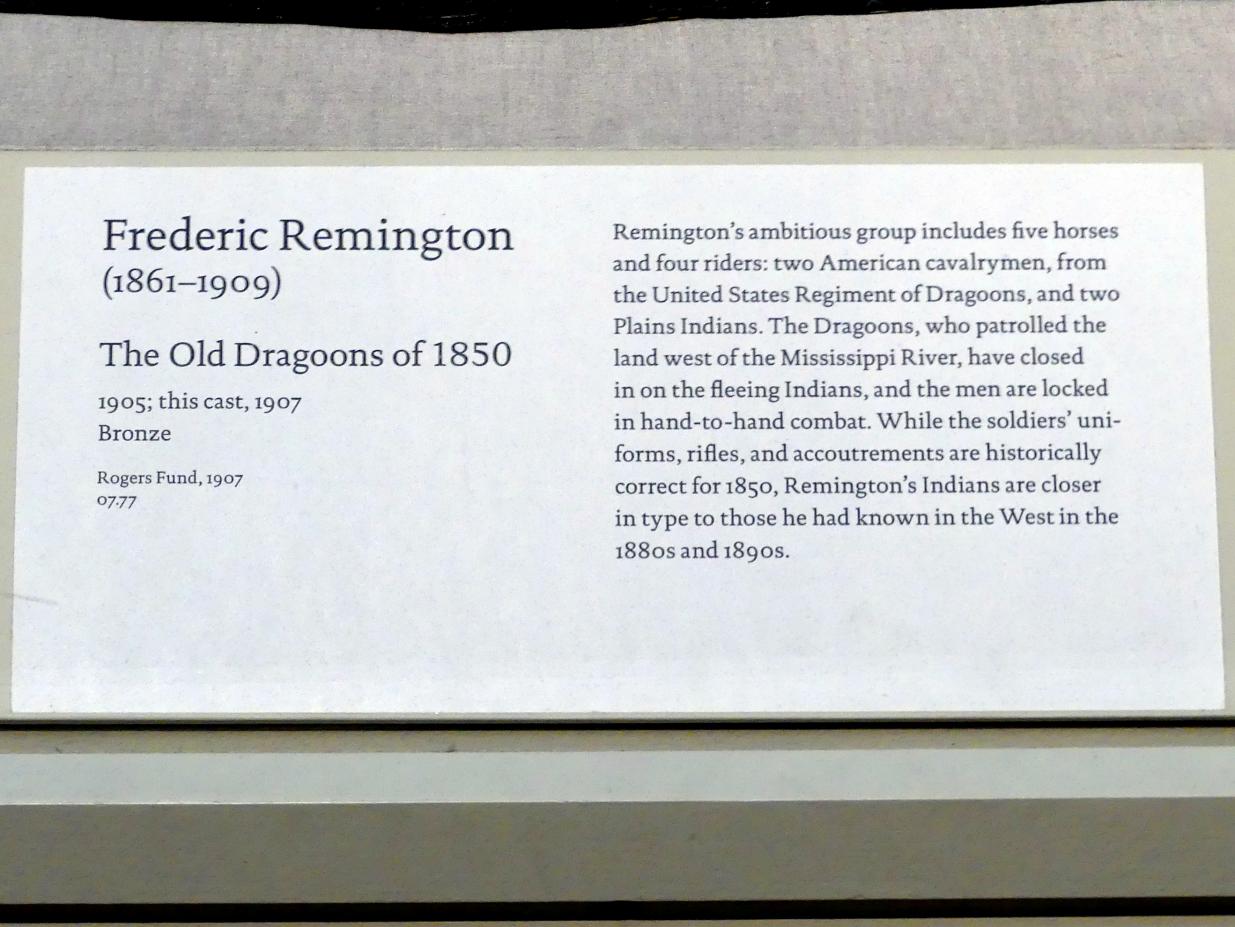 Frederic Remington
(1861–1909)
The Old Dragoons of 1850
1905; this cast, 1907
Bronze
Rogers Fund, 1907
07.77
Remington's ambitious group includes five horses
and four riders: two American cavalrymen, from
the United States Regiment of Dragoons, and two
Plains Indians. The Dragoons, who patrolled the
land west of the Mississippi River, have closed
in on the fleeing Indians, and the men are locked
in hand-to-hand combat. While the soldiers' uni-
forms, rifles, and accoutrements are historically
correct for 1850, Remington's Indians are closer
in type to those he had known in the West in the
1880s and 1890s.